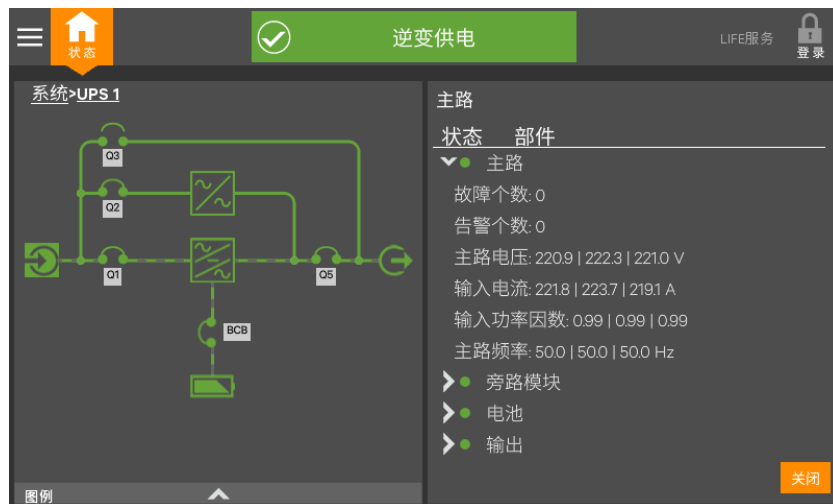 状态
逆变供电
LIFE服务
登录
系统>UPS 1
Q3
Q2
Q1
Q5
BCB
图例
主路
状态 部件
主路
故障个数: 0
告警个数: 0
主路电压: 220.9 | 222.3 | 221.0 V
输入电流: 221.8 | 223.7 | 219.1 A
输入功率因数: 0.99 | 0.99 | 0.99
主路频率: 50.0 | 50.0 | 50.0 Hz
旁路模块
电池
输出
关闭